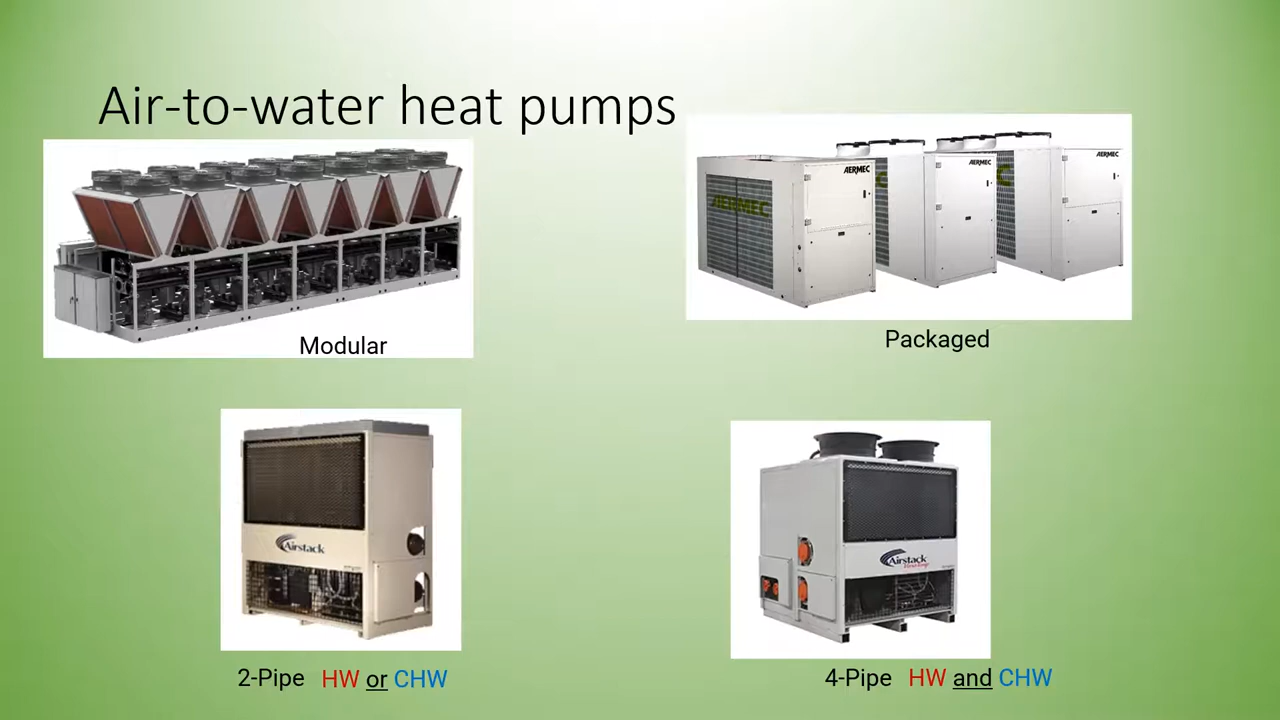 Air-to-water heat pumps
AERMEC
AERMEC
AERMEC
AERMEC
Modular
Packaged
Airstack
Airstack
2-Pipe HW or CHW
4-Pipe HW and CHW